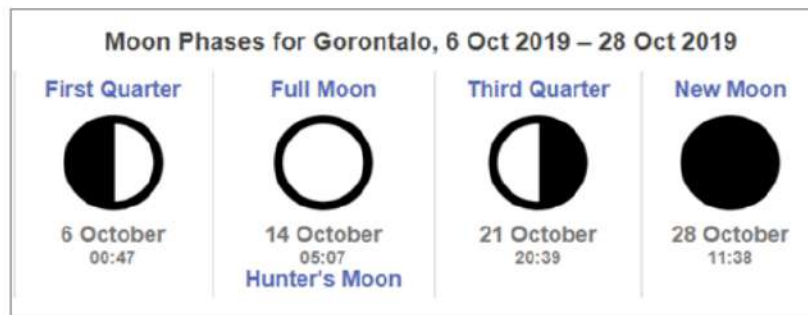 Moon Phases for Gorontalo, 6 Oct 2019 – 28 Oct 2019
First Quarter
6 October
00:47
Full Moon
14 October
05:07
Hunter's Moon
Third Quarter
21 October
20:39
New Moon
28 October
11:38